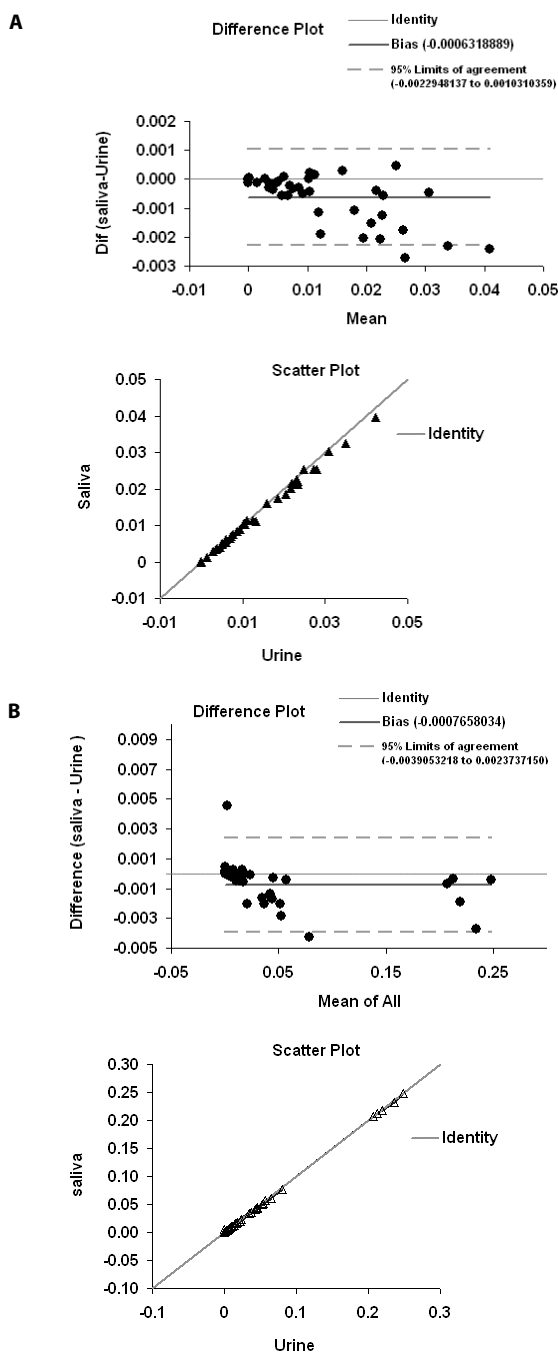 A
Difference Plot
Identity
Bias (-0.0006318889)
95% Limits of agreement
(-0.0022948137 to 0.0010310359)
0.002
0.001
0.000
-0.001
-0.002
-0.003
Dif (saliva-Urine)
-0.01
0
0.01
0.02
0.03
0.04
0.05
Mean
Scatter Plot
0.05
0.04
0.03
0.02
0.01
0
-0.01
Saliva
Identity
-0.01
0.01
0.03
0.05
Urine
B
Difference Plot
Identity
Bias (-0.0007658034)
95% Limits of agreement
(-0.0039053218 to 0.0023737150)
0.009
0.007
0.005
0.003
0.001
-0.001
-0.003
-0.005
Difference (saliva - Urine )
-0.05
0.05
0.15
0.25
Mean of All
Scatter Plot
0.30
0.25
0.20
0.15
0.10
0.05
0.00
-0.05
-0.10
saliva
Identity
-0.1
0
0.1
0.2
0.3
Urine